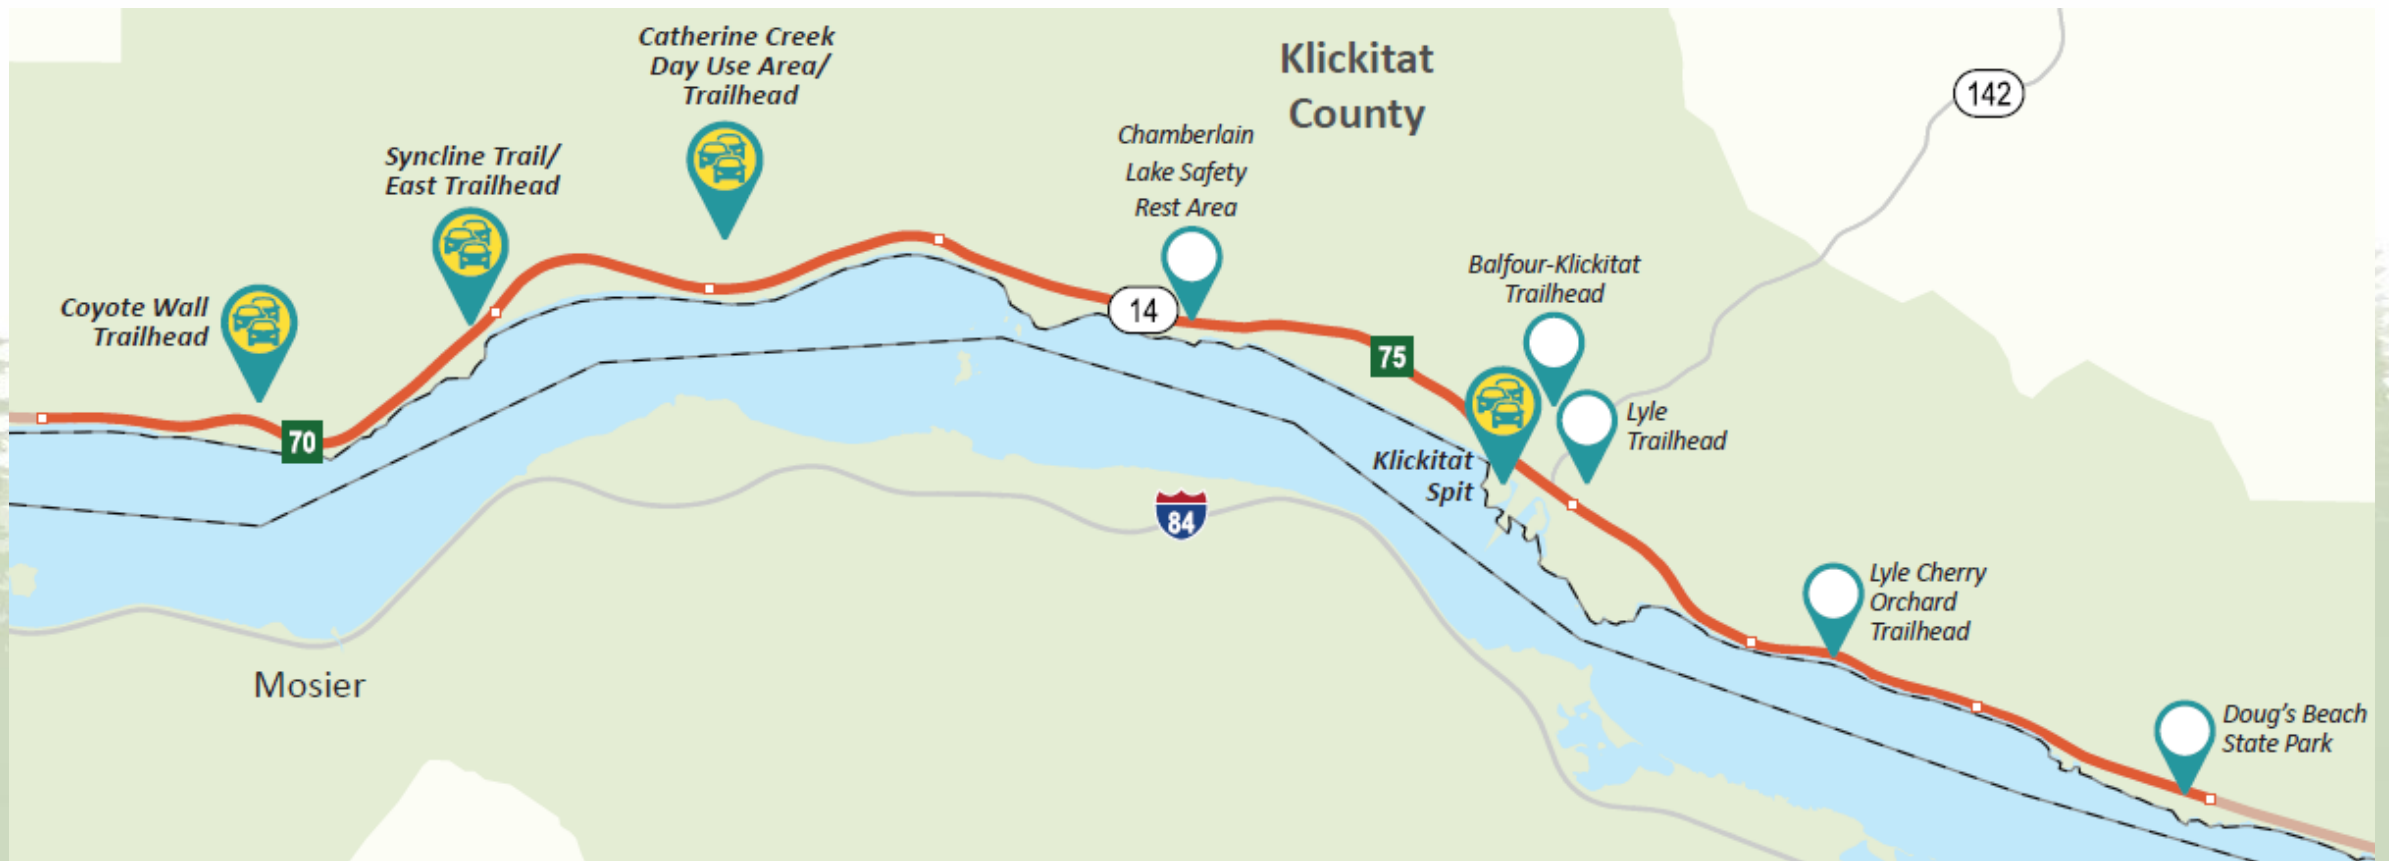 Catherine Creek
Day Use Area/
Trailhead
Klickitat
County
142
Chamberlain
Lake Safety
Rest Area
Syncline Trail/
East Trailhead
Balfour-Klickitat
Trailhead
Coyote Wall
Trailhead
14
75
Lyle
Trailhead
70
Klickitat
Spit
84
Lyle Cherry
Orchard
Trailhead
Mosier
Doug's Beach
State Park